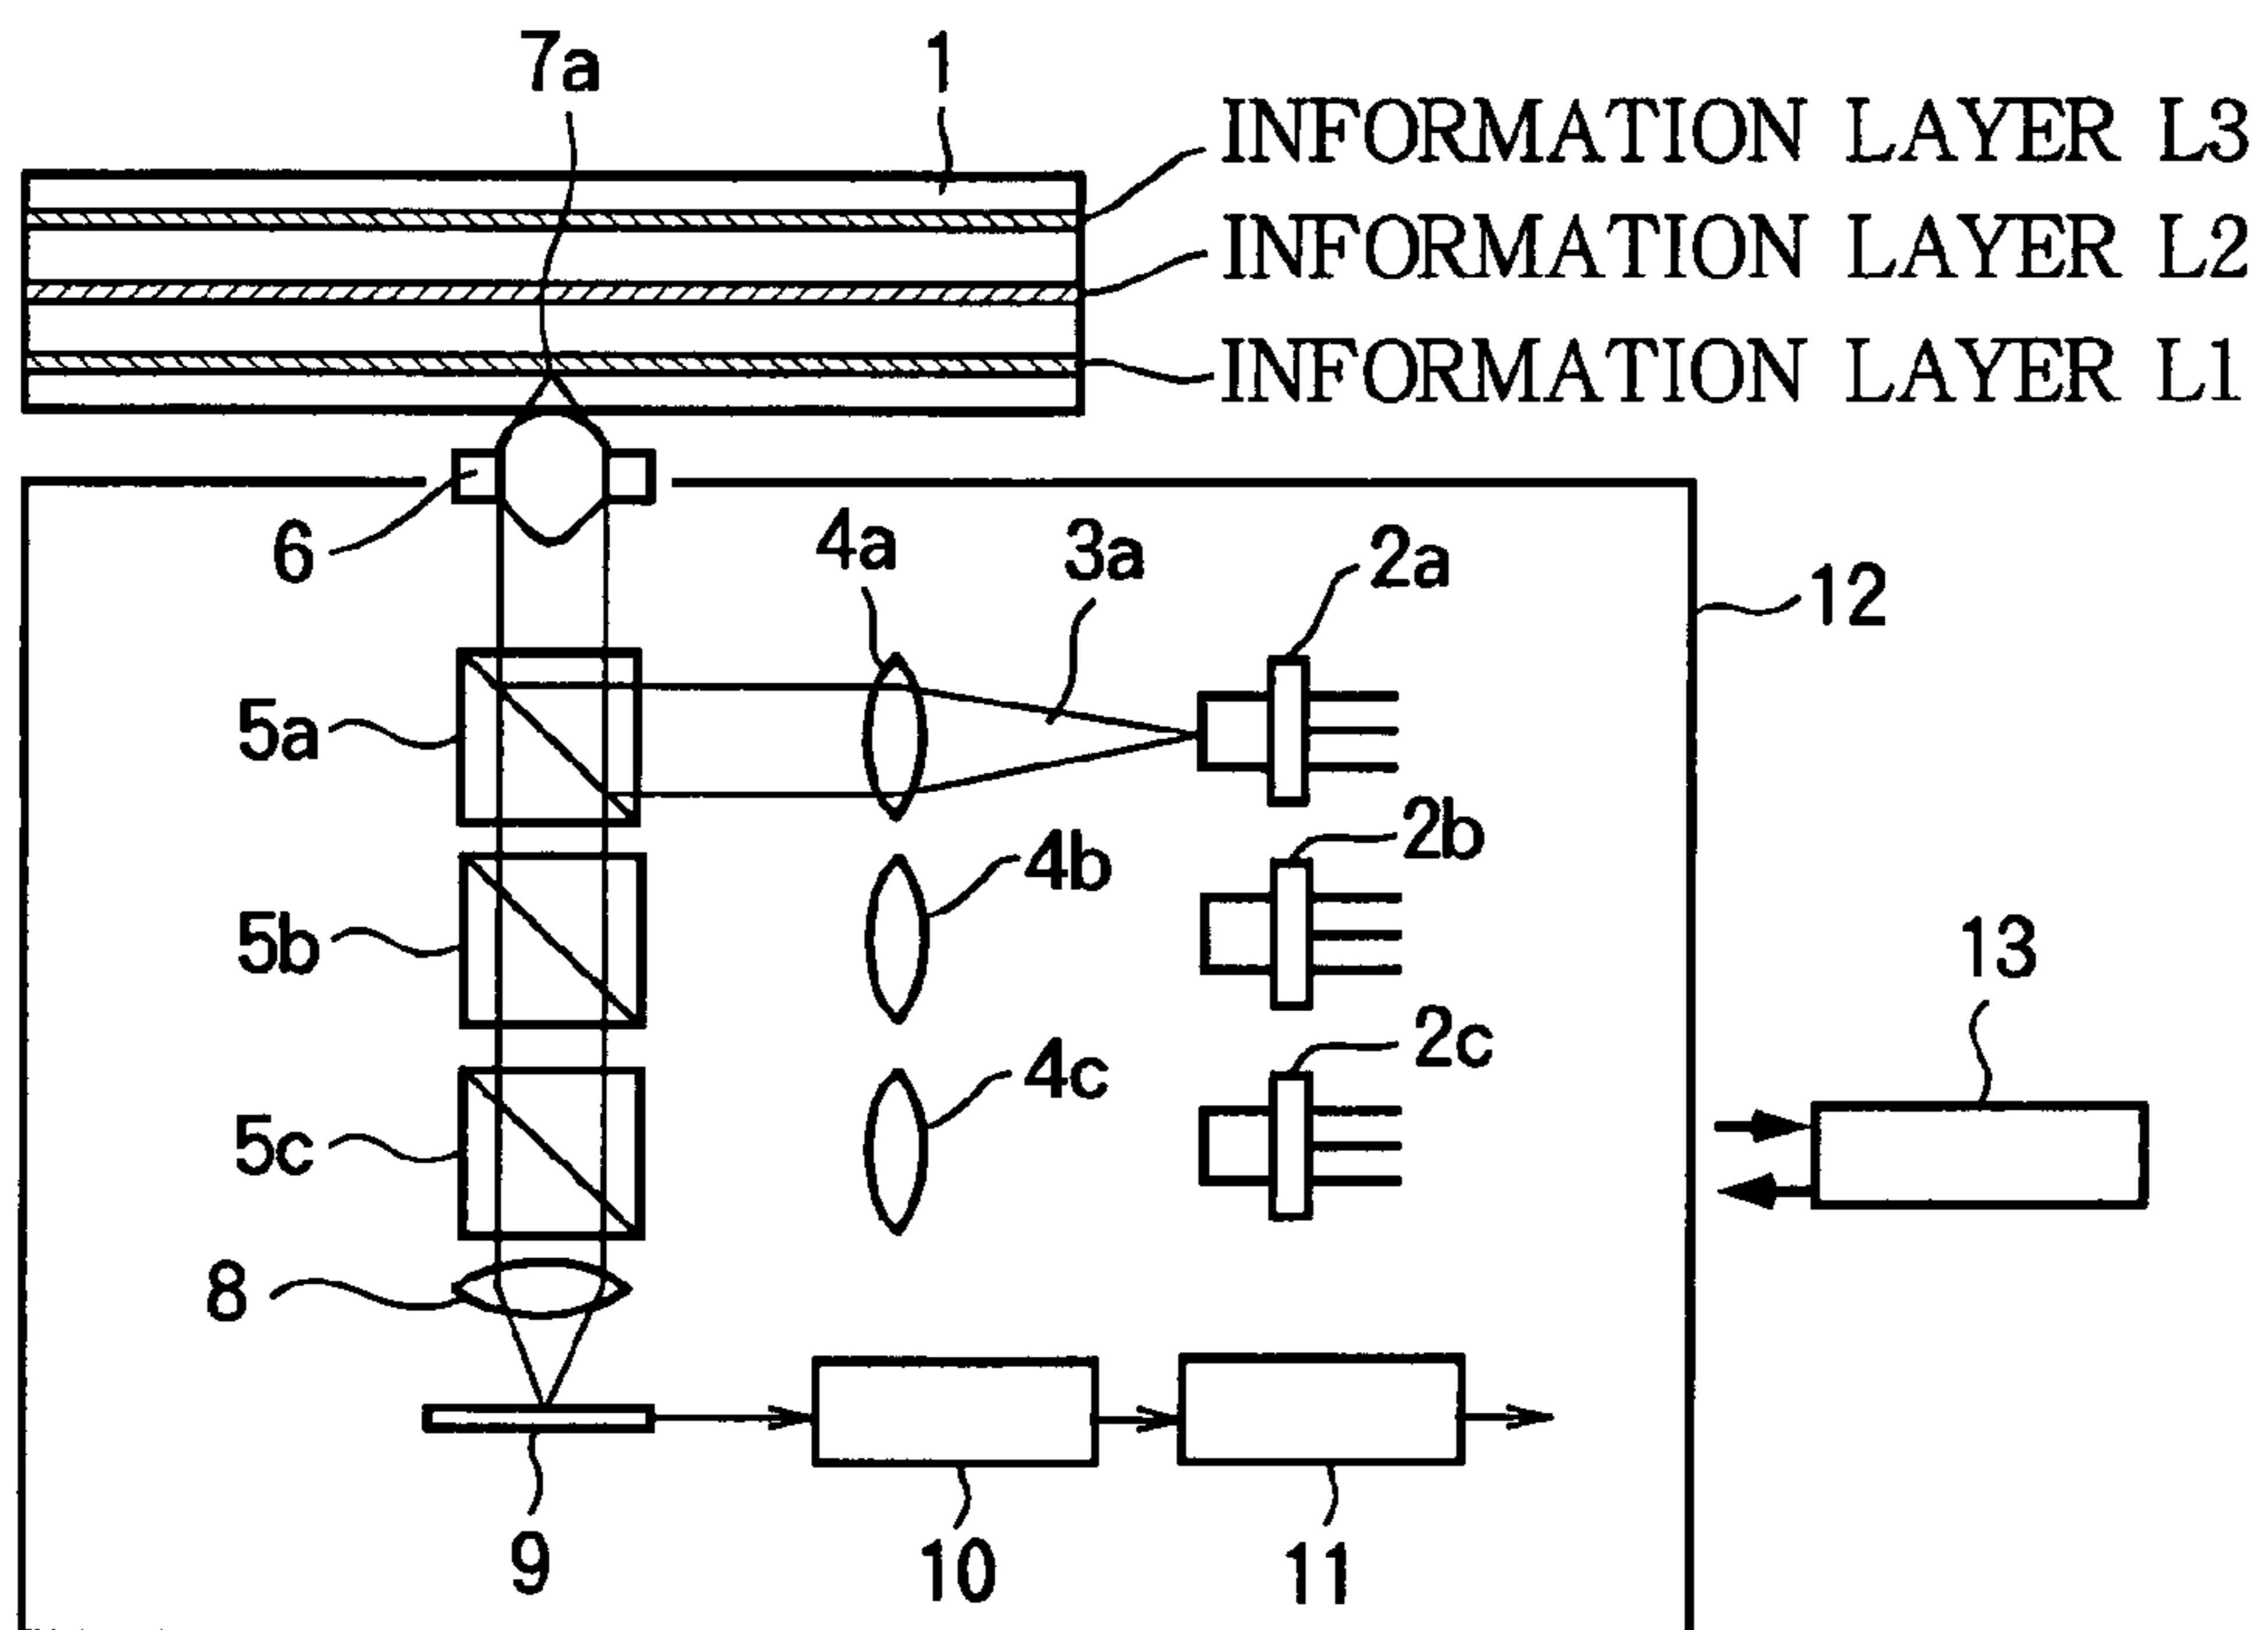 7a
1
INFORMATION LAYER L3
INFORMATION LAYER L2
INFORMATION LAYER L1
6
4a
3a
2a
12
5a
2b
4b
5b
13
2c
4c
5c
8
9
10
11